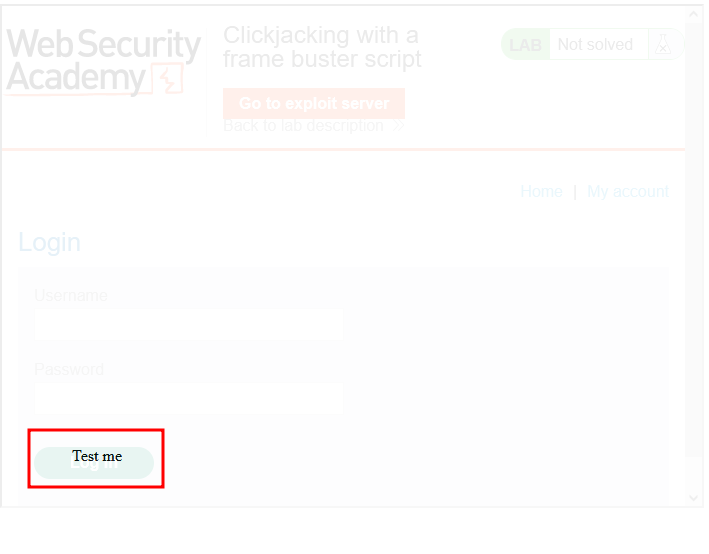 Web Security
Academy
Clickjacking with a
frame buster script
LAB
Not solved
Go to exploit server
Back to lab description
Home | My account
Login
Username
Password
Test me
Log in